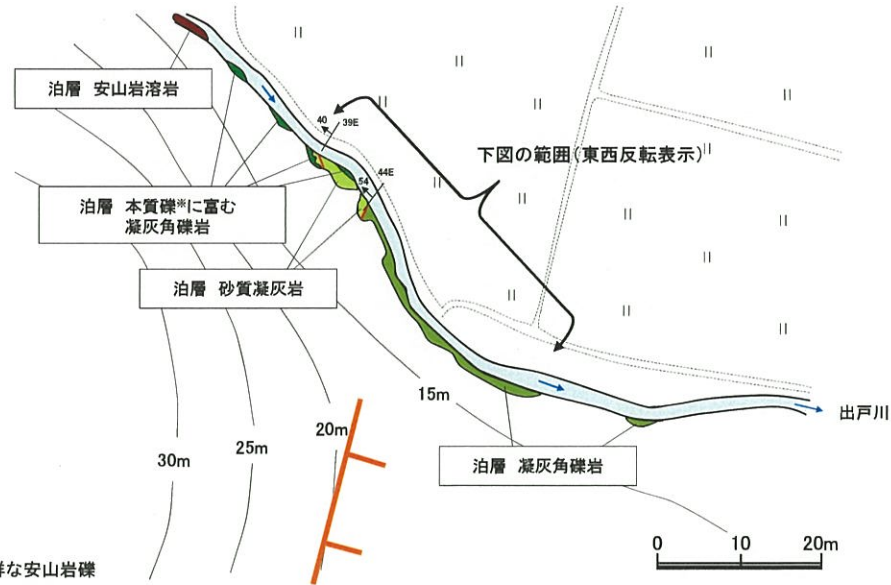 泊層 安山岩溶岩
40
39E
下図の範囲(東西反転表示)
54
44E
泊層 本質礫※に富む
凝灰角礫岩
泊層 砂質凝灰岩
15m
出戸川
20m
25m
30m
泊層 凝灰角礫岩
0 10 20m
な安山岩礫